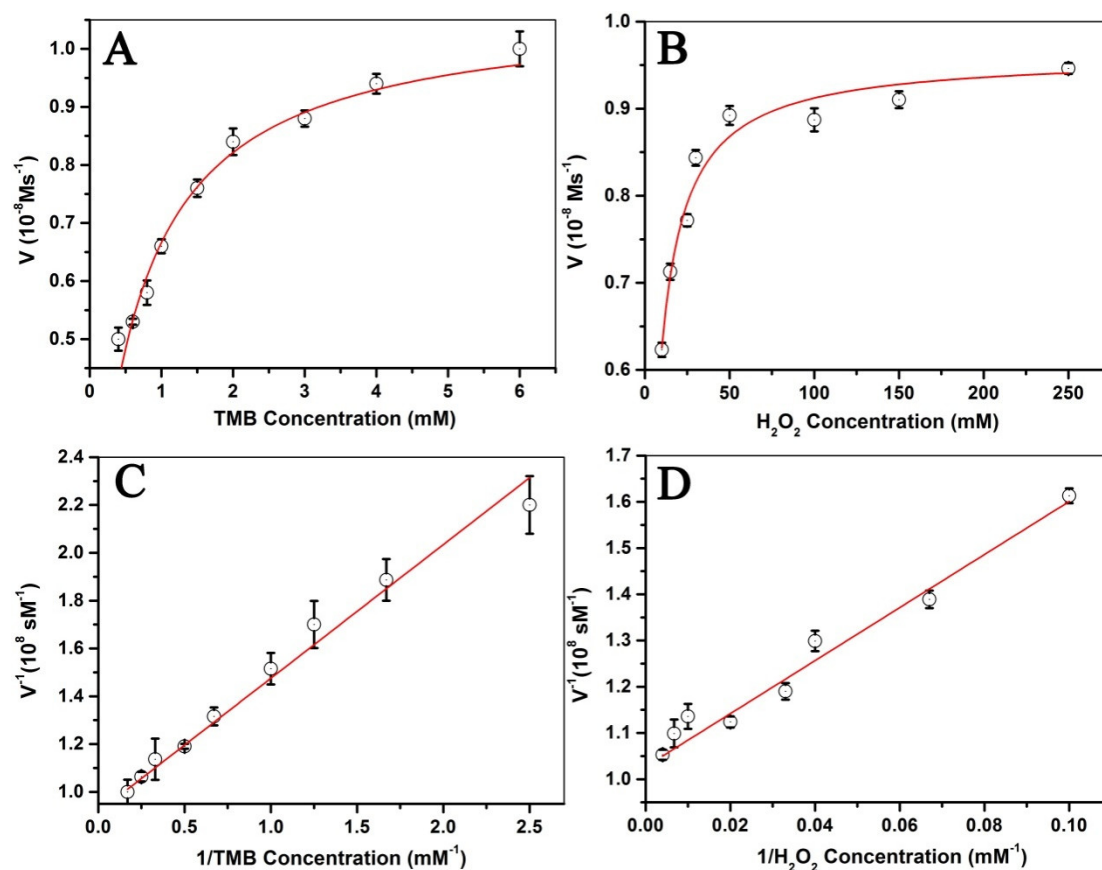 A
V (10⁻⁸Ms⁻¹)
1.0
0.9
0.8
0.7
0.6
0.5
0 1 2 3 4 5 6
TMB Concentration (mM)
B
V (10⁻⁸ Ms⁻¹)
1.0
0.9
0.8
0.7
0.6
0 50 100 150 200 250
H₂O₂ Concentration (mM)
C
V⁻¹(10⁸ sM⁻¹)
2.4
2.2
2.0
1.8
1.6
1.4
1.2
1.0
0.0 0.5 1.0 1.5 2.0 2.5
1/TMB Concentration (mM⁻¹)
D
V⁻¹(10⁸ sM⁻¹)
1.7
1.6
1.5
1.4
1.3
1.2
1.1
1.0
0.00 0.02 0.04 0.06 0.08 0.10
1/H₂O₂ Concentration (mM⁻¹)